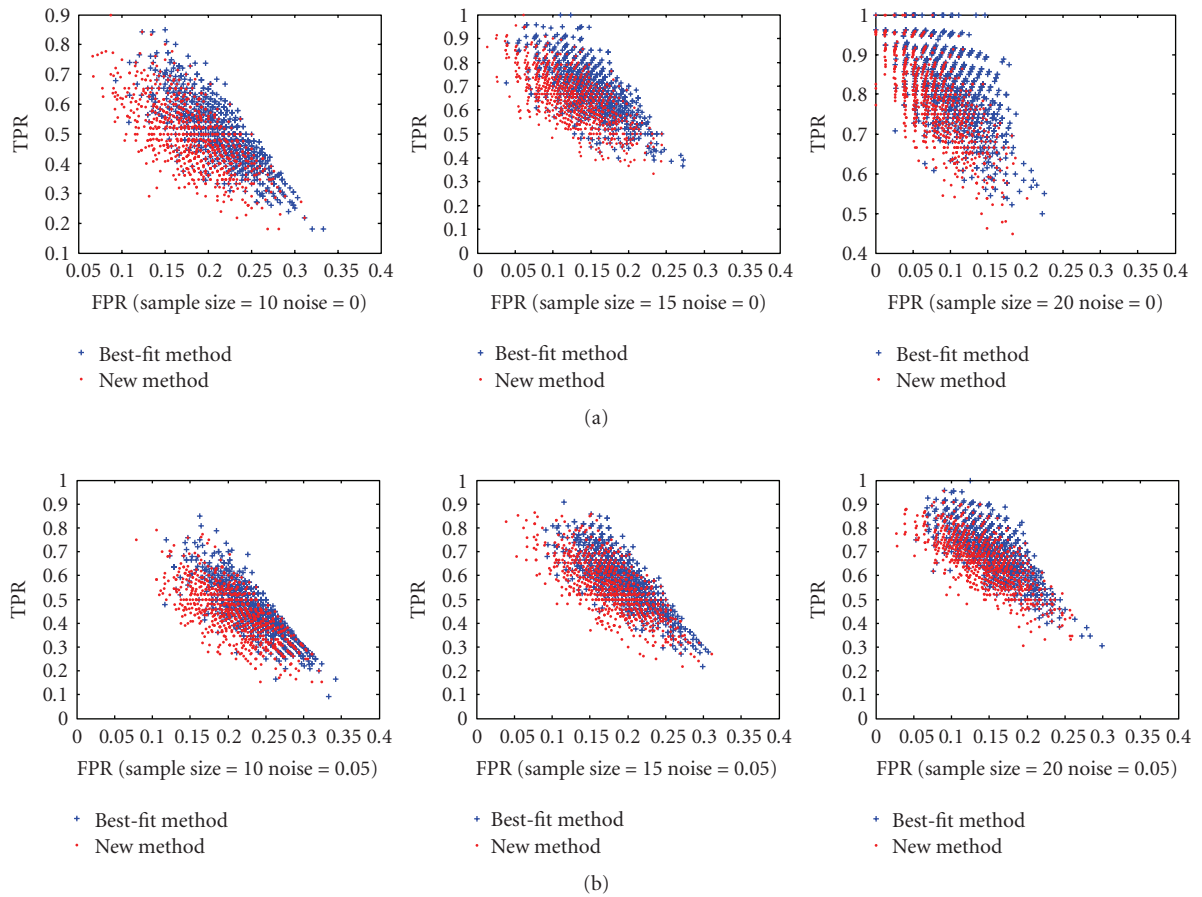 0.9
0.8
0.7
0.6
0.5
0.4
0.3
0.2
0.1
TPR
0.05 0.1 0.15 0.2 0.25 0.3 0.35 0.4
FPR (sample size = 10 noise = 0)
+ Best-fit method
· New method
1
0.9
0.8
0.7
0.6
0.5
0.4
0.3
0.2
0.1
0
TPR
0 0.05 0.1 0.15 0.2 0.25 0.3 0.35 0.4
FPR (sample size = 15 noise = 0)
+ Best-fit method
· New method
1
0.9
0.8
0.7
0.6
0.5
0.4
TPR
0 0.05 0.1 0.15 0.2 0.25 0.3 0.35 0.4
FPR (sample size = 20 noise = 0)
+ Best-fit method
· New method
(a)
1
0.9
0.8
0.7
0.6
0.5
0.4
0.3
0.2
0.1
0
TPR
0 0.05 0.1 0.15 0.2 0.25 0.3 0.35 0.4
FPR (sample size = 10 noise = 0.05)
+ Best-fit method
· New method
1
0.9
0.8
0.7
0.6
0.5
0.4
0.3
0.2
0.1
0
TPR
0 0.05 0.1 0.15 0.2 0.25 0.3 0.35 0.4
FPR (sample size = 15 noise = 0.05)
+ Best-fit method
· New method
1
0.9
0.8
0.7
0.6
0.5
0.4
0.3
0.2
0.1
0
TPR
0 0.05 0.1 0.15 0.2 0.25 0.3 0.35 0.4
FPR (sample size = 20 noise = 0.05)
+ Best-fit method
· New method
(b)